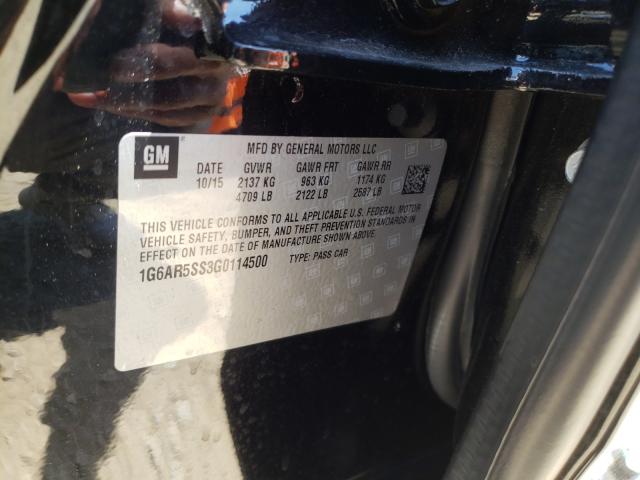 GM
MFD BY GENERAL MOTORS LLC
DATE GVWR GAWR FRT GAWR RR
10/15 2137 KG 963 KG 1174 KG
4709 LB 2122 LB 2587 LB
THIS VEHICLE CONFORMS TO ALL APPLICABLE U.S. FEDERAL MOTOR
VEHICLE SAFETY, BUMPER, AND THEFT PREVENTION STANDARDS IN
EFFECT ON THE DATE OF MANUFACTURE SHOWN ABOVE.
1G6AR5SS3G0114500 TYPE: PASS CAR